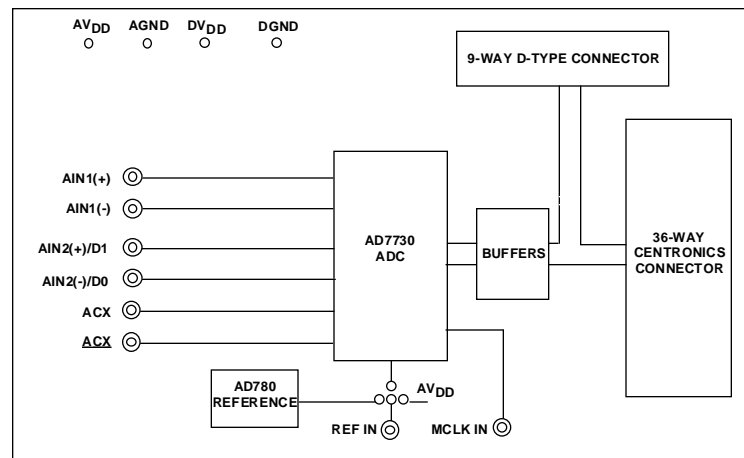 AVDD AGND DVDD DGND
9-WAY D-TYPE CONNECTOR
AIN1(+)
AIN1(-)
AIN2(+)/D1
AIN2(-)/D0
ACX
ACX
AD7730
ADC
BUFFERS
36-WAY
CENTRONICS
CONNECTOR
AD780
REFERENCE
AVDD
REF IN
MCLK IN